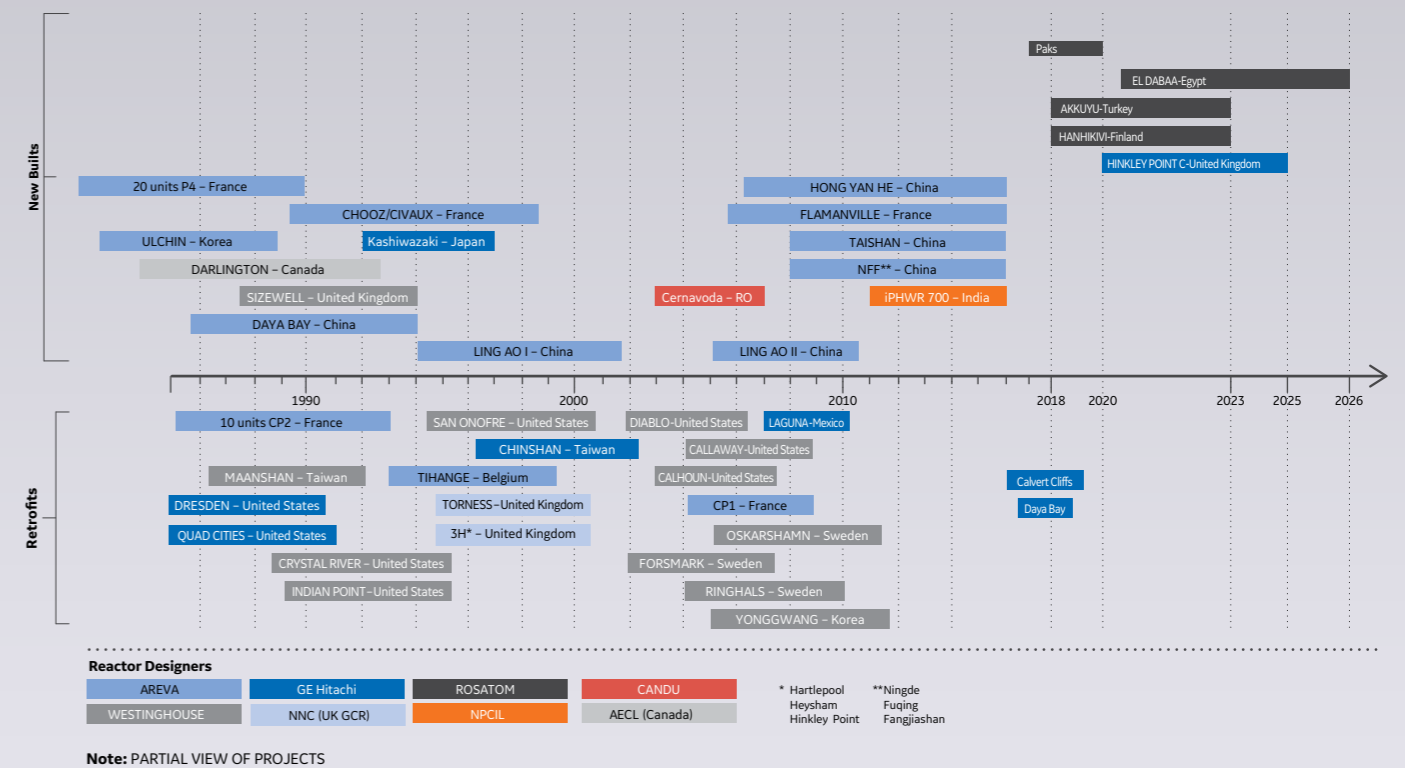 New Builts
Paks
EL DABAA-Egypt
AKKUYU-Turkey
HANHIKIVI-Finland
HINKLEY POINT C-United Kingdom
20 units P4 – France
HONG YAN HE – China
CHOOZ/CIVAUX – France
FLAMANVILLE – France
ULCHIN – Korea
Kashiwazaki – Japan
TAISHAN – China
DARLINGTON – Canada
NFF** – China
SIZEWELL – United Kingdom
Cernavoda – RO
iPHWR 700 – India
DAYA BAY – China
LING AO I – China
LING AO II – China
1990
2000
2010
2018
2020
2023
2025
2026
Retrofits
10 units CP2 – France
SAN ONOFRE – United States
DIABLO-United States
LAGUNA-Mexico
CHINSHAN – Taiwan
CALLAWAY-United States
MAANSHAN – Taiwan
TIHANGE – Belgium
CALHOUN-United States
Calvert Cliffs
DRESDEN – United States
TORNESS–United Kingdom
CP1 – France
Daya Bay
QUAD CITIES – United States
3H* – United Kingdom
OSKARSHAMN – Sweden
CRYSTAL RIVER – United States
FORSMARK – Sweden
INDIAN POINT–United States
RINGHALS – Sweden
YONGGWANG – Korea
Reactor Designers
AREVA
GE Hitachi
ROSATOM
CANDU
WESTINGHOUSE
NNC (UK GCR)
NPCIL
AECL (Canada)
* Hartlepool
Heysham
Hinkley Point
**Ningde
Fuqing
Fangjiashan
Note: PARTIAL VIEW OF PROJECTS